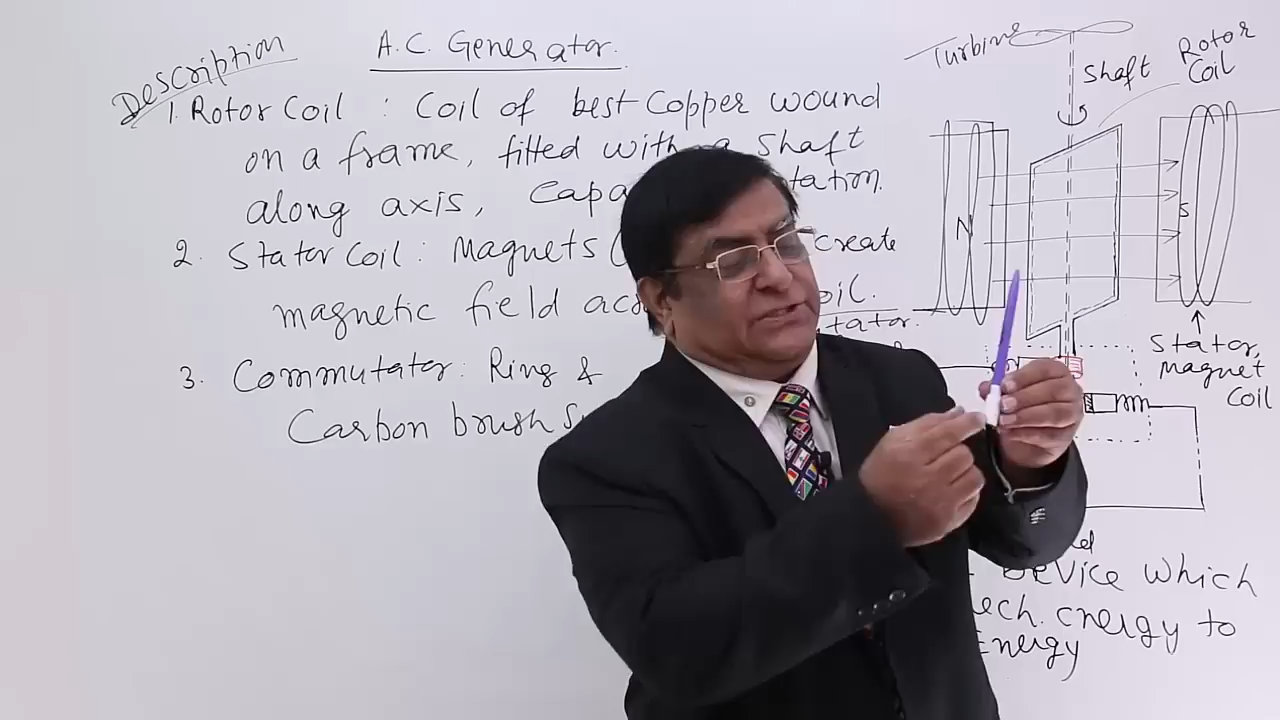 Description
A.C. Generator.
1. Rotor Coil : Coil of best Copper wound
on a frame, fitted with a Shaft
along axis,
2. Stator Coil : Magnets create
magnetic field
3. Commutator : Ring &
Carbon brush
Turbine
Shaft
Rotor
Coil
N
S
Stator,
magnet
Coil
Device which
energy to
Energy